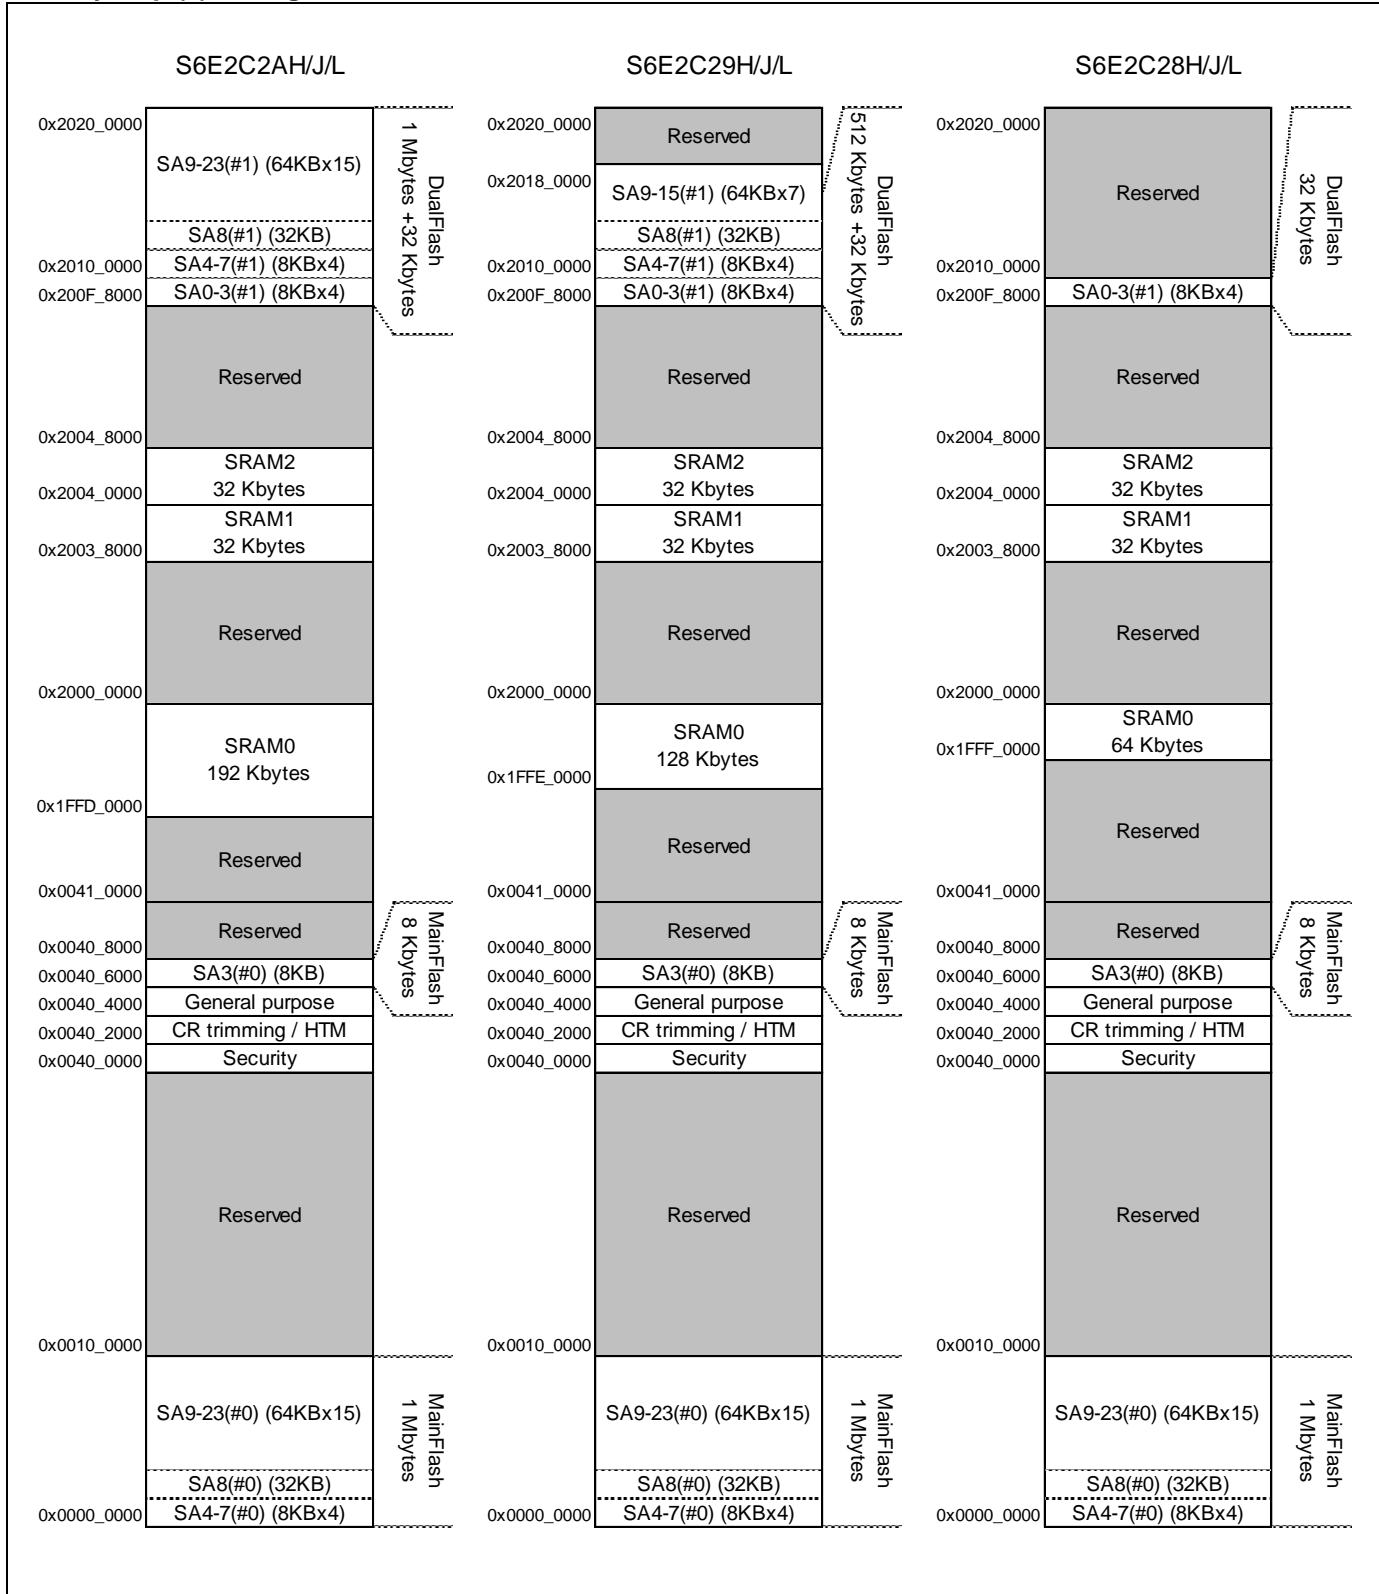 S6E2C2AH/J/L
0x2020_0000
SA9-23(#1) (64KBx15)
SA8(#1) (32KB)
0x2010_0000
SA4-7(#1) (8KBx4)
0x200F_8000
SA0-3(#1) (8KBx4)
DualFlash
1 Mbytes +32 Kbytes
Reserved
0x2004_8000
SRAM2
32 Kbytes
0x2004_0000
SRAM1
32 Kbytes
0x2003_8000
Reserved
0x2000_0000
SRAM0
192 Kbytes
0x1FFD_0000
Reserved
0x0041_0000
Reserved
0x0040_8000
SA3(#0) (8KB)
0x0040_6000
General purpose
0x0040_4000
CR trimming / HTM
0x0040_2000
Security
0x0040_0000
MainFlash
8 Kbytes
Reserved
0x0010_0000
SA9-23(#0) (64KBx15)
SA8(#0) (32KB)
SA4-7(#0) (8KBx4)
0x0000_0000
MainFlash
1 Mbytes
S6E2C29H/J/L
0x2020_0000
Reserved
0x2018_0000
SA9-15(#1) (64KBx7)
SA8(#1) (32KB)
0x2010_0000
SA4-7(#1) (8KBx4)
0x200F_8000
SA0-3(#1) (8KBx4)
DualFlash
512 Kbytes +32 Kbytes
Reserved
0x2004_8000
SRAM2
32 Kbytes
0x2004_0000
SRAM1
32 Kbytes
0x2003_8000
Reserved
0x2000_0000
SRAM0
128 Kbytes
0x1FFE_0000
Reserved
0x0041_0000
Reserved
0x0040_8000
SA3(#0) (8KB)
0x0040_6000
General purpose
0x0040_4000
CR trimming / HTM
0x0040_2000
Security
0x0040_0000
MainFlash
8 Kbytes
Reserved
0x0010_0000
SA9-23(#0) (64KBx15)
SA8(#0) (32KB)
SA4-7(#0) (8KBx4)
0x0000_0000
MainFlash
1 Mbytes
S6E2C28H/J/L
0x2020_0000
Reserved
0x2010_0000
0x200F_8000
SA0-3(#1) (8KBx4)
DualFlash
32 Kbytes
Reserved
0x2004_8000
SRAM2
32 Kbytes
0x2004_0000
SRAM1
32 Kbytes
0x2003_8000
Reserved
0x2000_0000
SRAM0
64 Kbytes
0x1FFF_0000
Reserved
0x0041_0000
Reserved
0x0040_8000
SA3(#0) (8KB)
0x0040_6000
General purpose
0x0040_4000
CR trimming / HTM
0x0040_2000
Security
0x0040_0000
MainFlash
8 Kbytes
Reserved
0x0010_0000
SA9-23(#0) (64KBx15)
SA8(#0) (32KB)
SA4-7(#0) (8KBx4)
0x0000_0000
MainFlash
1 Mbytes